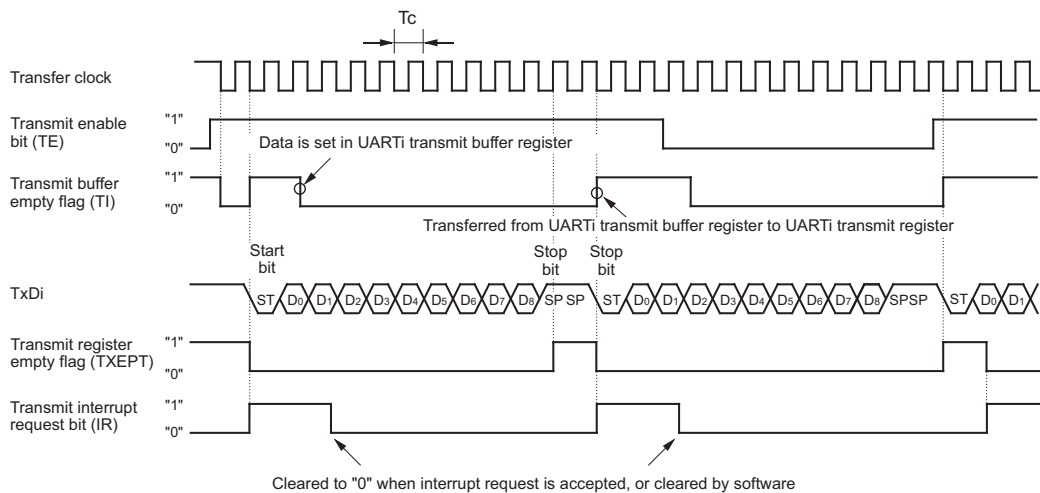 Tc
Transfer clock
Transmit enable
bit (TE)
"1"
"0"
Data is set in UARTi transmit buffer register
Transmit buffer
empty flag (TI)
"1"
"0"
Transferred from UARTi transmit buffer register to UARTi transmit register
Start
bit
Stop
bit
Stop
bit
TxDi
ST D0 D1 D2 D3 D4 D5 D6 D7 D8 SP SP ST D0 D1 D2 D3 D4 D5 D6 D7 D8 SPSP ST D0 D1
Transmit register
empty flag (TXEPT)
"1"
"0"
Transmit interrupt
request bit (IR)
"1"
"0"
Cleared to "0" when interrupt request is accepted, or cleared by software